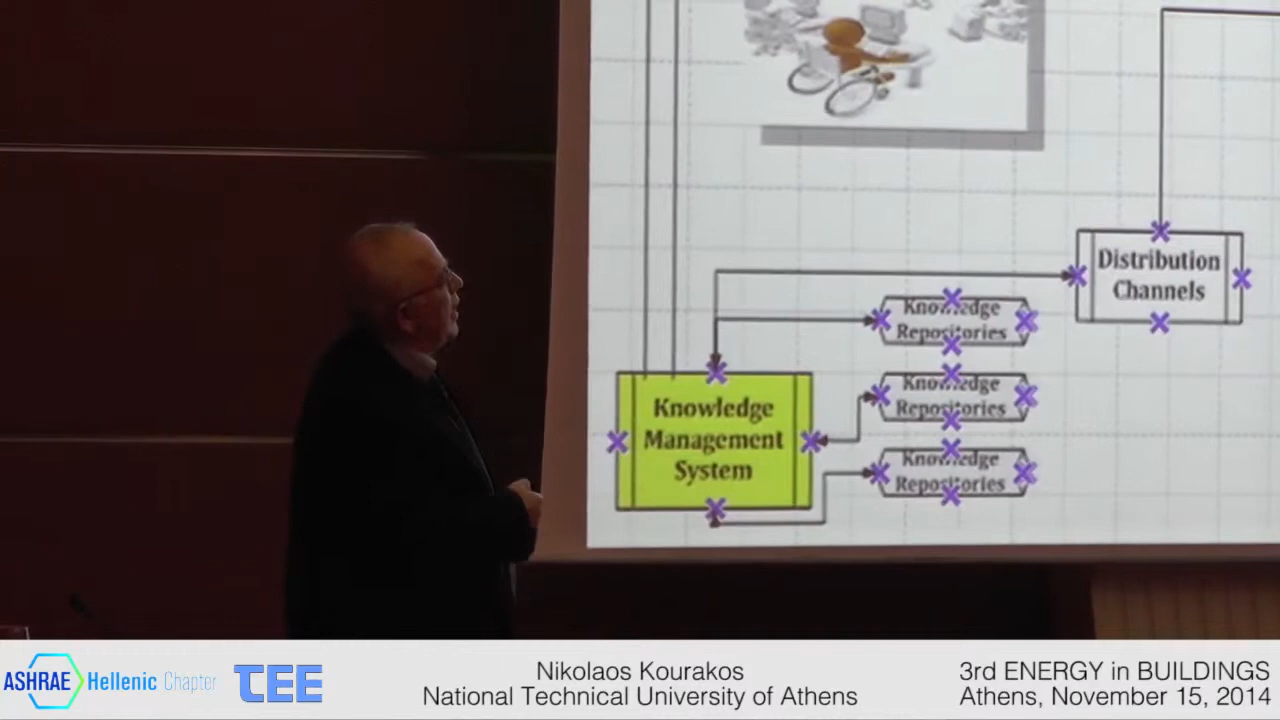 Distribution
Channels
Knowledge
Repositories
Knowledge
Repositories
Knowledge
Repositories
Knowledge
Management
System
ASHRAE Hellenic Chapter
TEE
Nikolaos Kourakos
National Technical University of Athens
3rd ENERGY in BUILDINGS
Athens, November 15, 2014